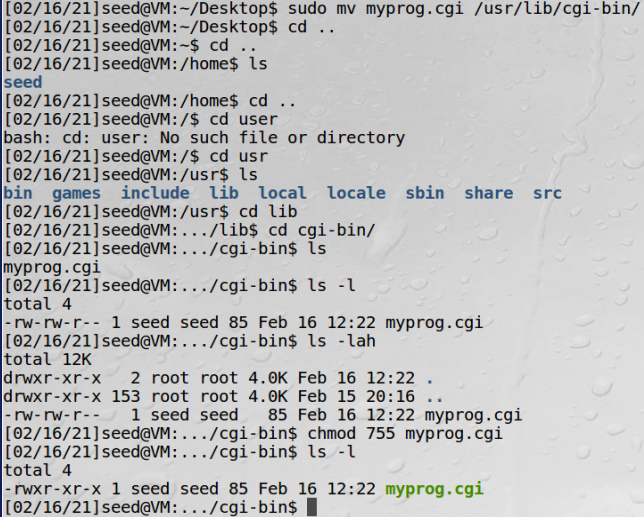 [02/16/21]seed@VM:~/Desktop$ sudo mv myprog.cgi /usr/lib/cgi-bin/
[02/16/21]seed@VM:~/Desktop$ cd ..
[02/16/21]seed@VM:~$ cd ..
[02/16/21]seed@VM:/home$ ls
seed
[02/16/21]seed@VM:/home$ cd ..
[02/16/21]seed@VM:/$ cd user
bash: cd: user: No such file or directory
[02/16/21]seed@VM:/$ cd usr
[02/16/21]seed@VM:/usr$ ls
bin  games  include  lib  local  locale  sbin  share  src
[02/16/21]seed@VM:/usr$ cd lib
[02/16/21]seed@VM:.../lib$ cd cgi-bin/
[02/16/21]seed@VM:.../cgi-bin$ ls
myprog.cgi
[02/16/21]seed@VM:.../cgi-bin$ ls -l
total 4
-rw-rw-r-- 1 seed seed 85 Feb 16 12:22 myprog.cgi
[02/16/21]seed@VM:.../cgi-bin$ ls -lah
total 12K
drwxr-xr-x   2 root root 4.0K Feb 16 12:22 .
drwxr-xr-x 153 root root 4.0K Feb 15 20:16 ..
-rw-rw-r--   1 seed seed   85 Feb 16 12:22 myprog.cgi
[02/16/21]seed@VM:.../cgi-bin$ chmod 755 myprog.cgi
[02/16/21]seed@VM:.../cgi-bin$ ls -l
total 4
-rwxr-xr-x 1 seed seed 85 Feb 16 12:22 myprog.cgi
[02/16/21]seed@VM:.../cgi-bin$